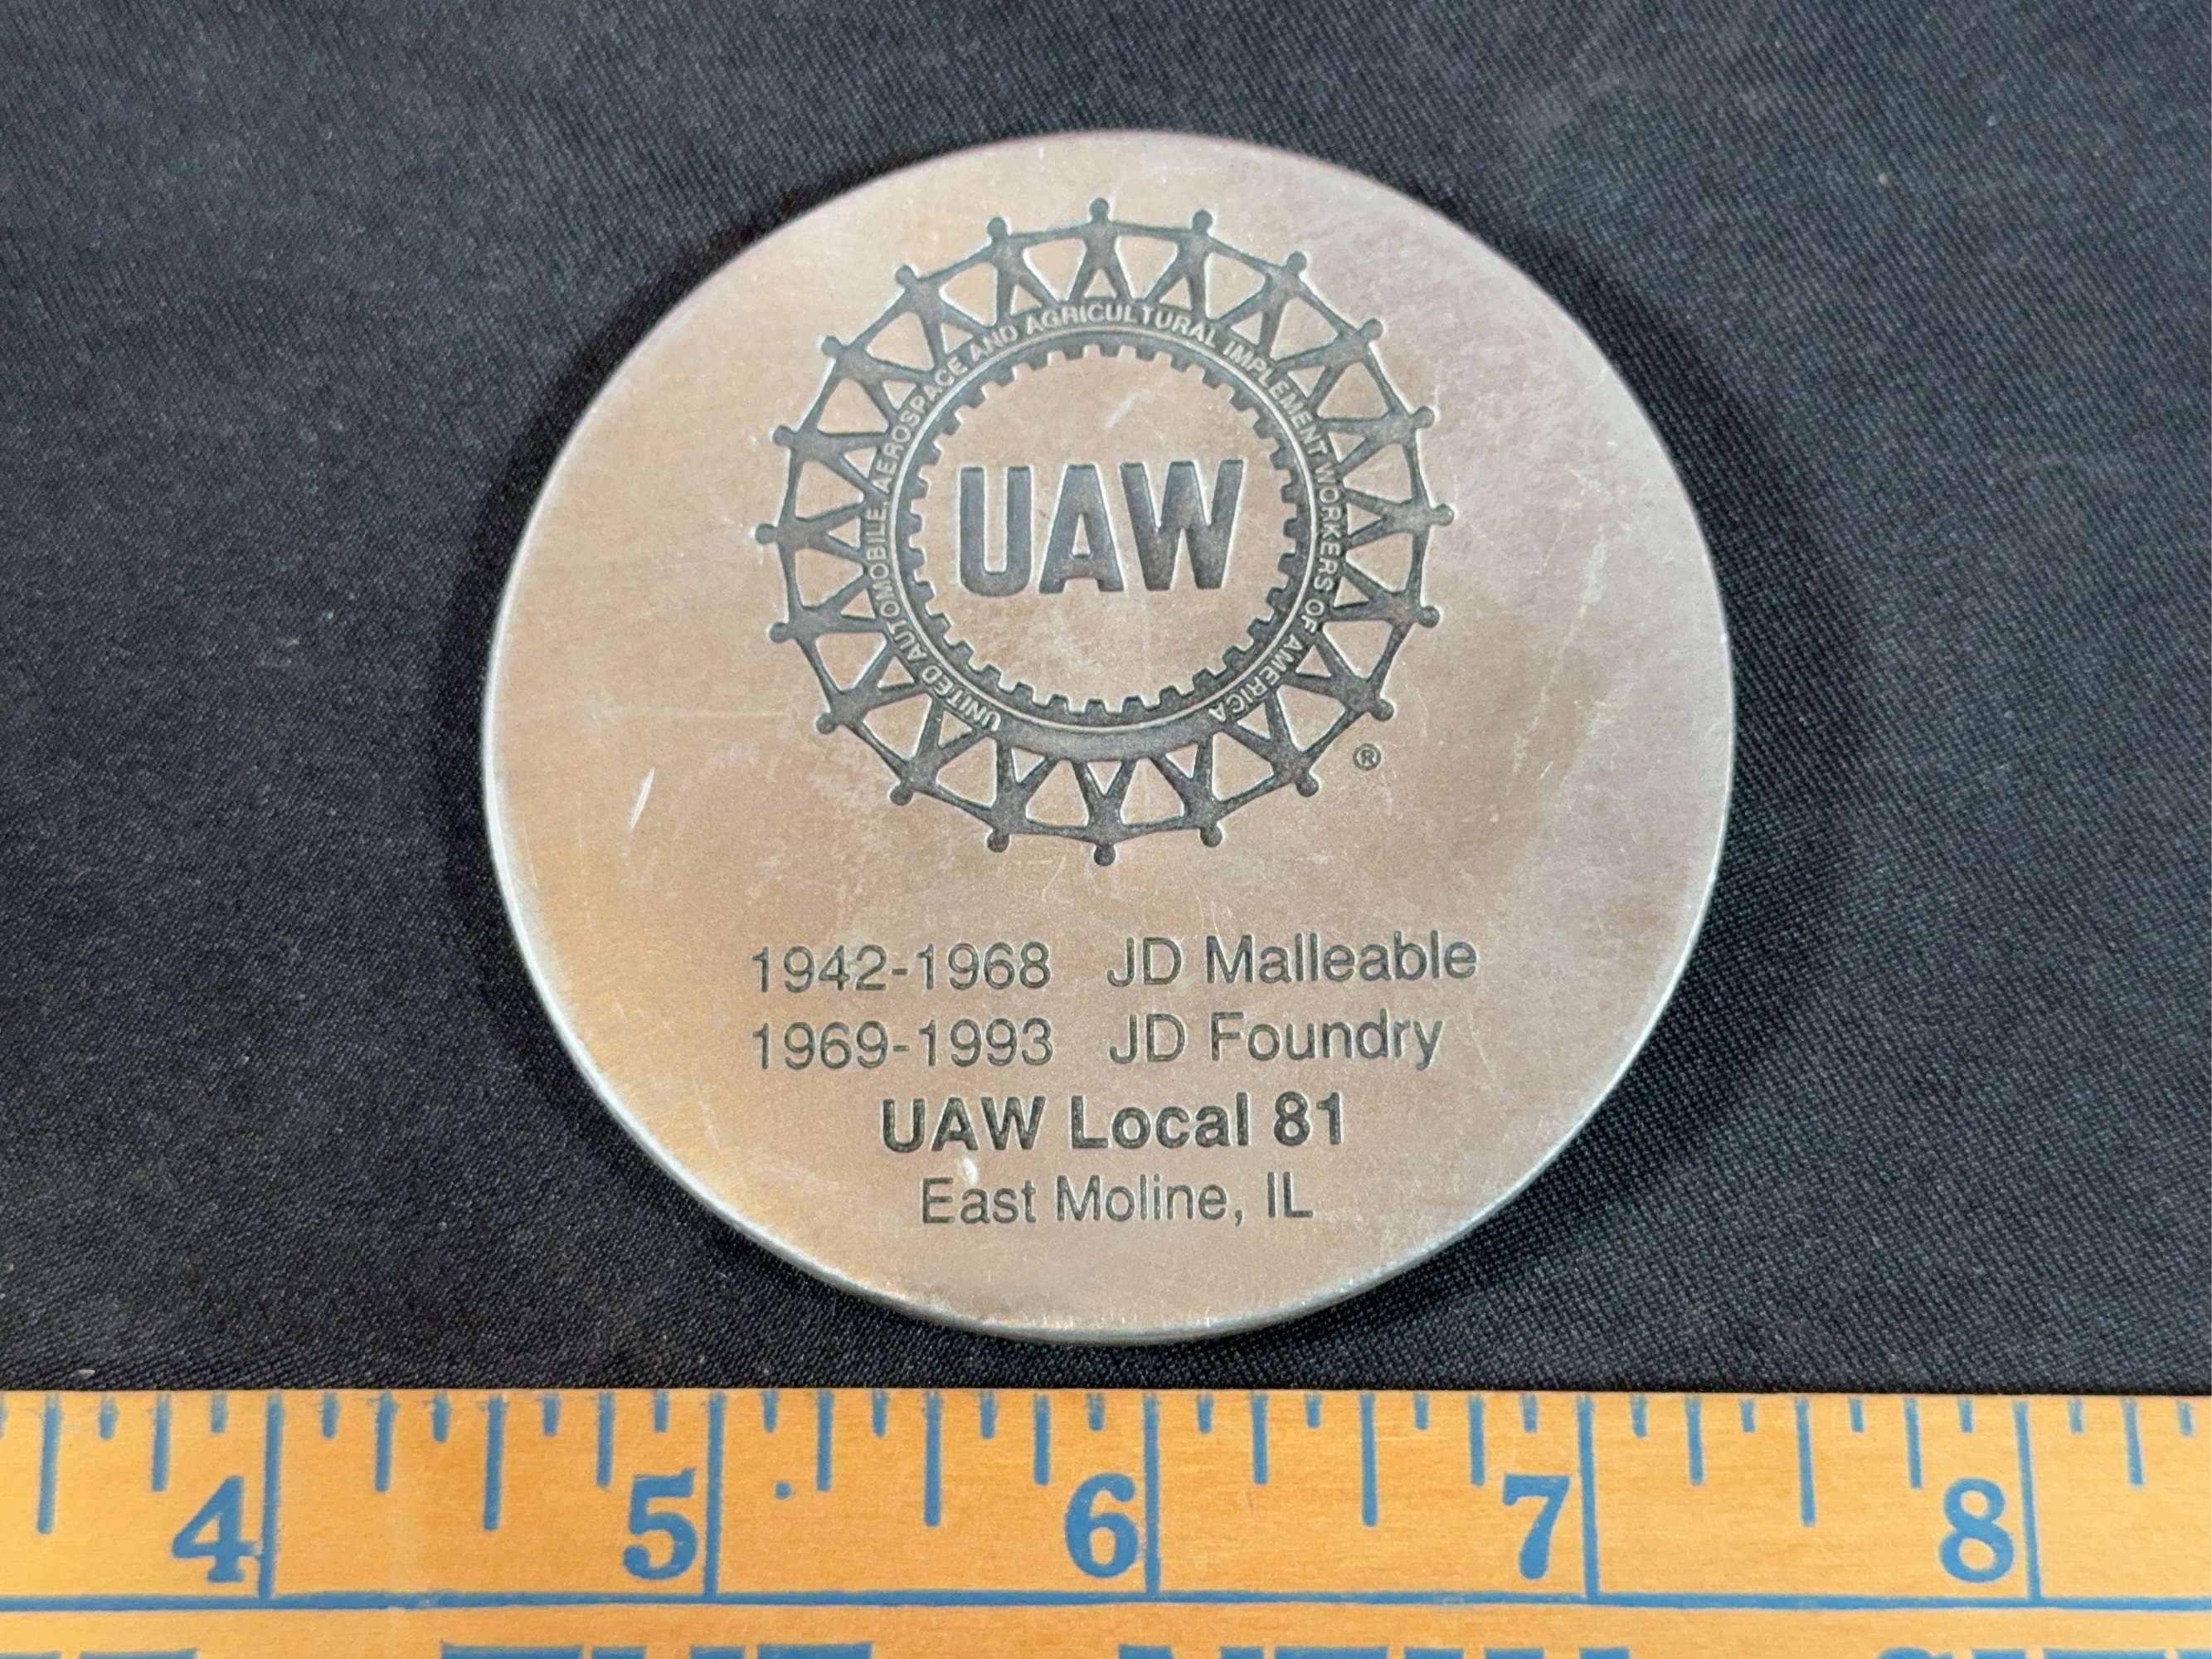 UNITED AUTOMOBILE, AEROSPACE AND AGRICULTURAL IMPLEMENT WORKERS OF AMERICA
UAW
®
1942-1968 JD Malleable
1969-1993 JD Foundry
UAW Local 81
East Moline, IL
4 5 6 7 8